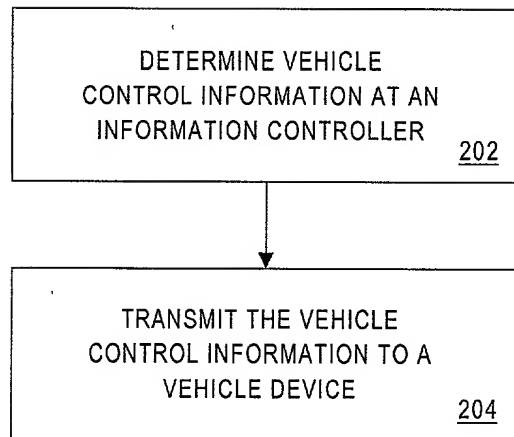 DETERMINE VEHICLE
CONTROL INFORMATION AT AN
INFORMATION CONTROLLER
202
TRANSMIT THE VEHICLE
CONTROL INFORMATION TO A
VEHICLE DEVICE
204